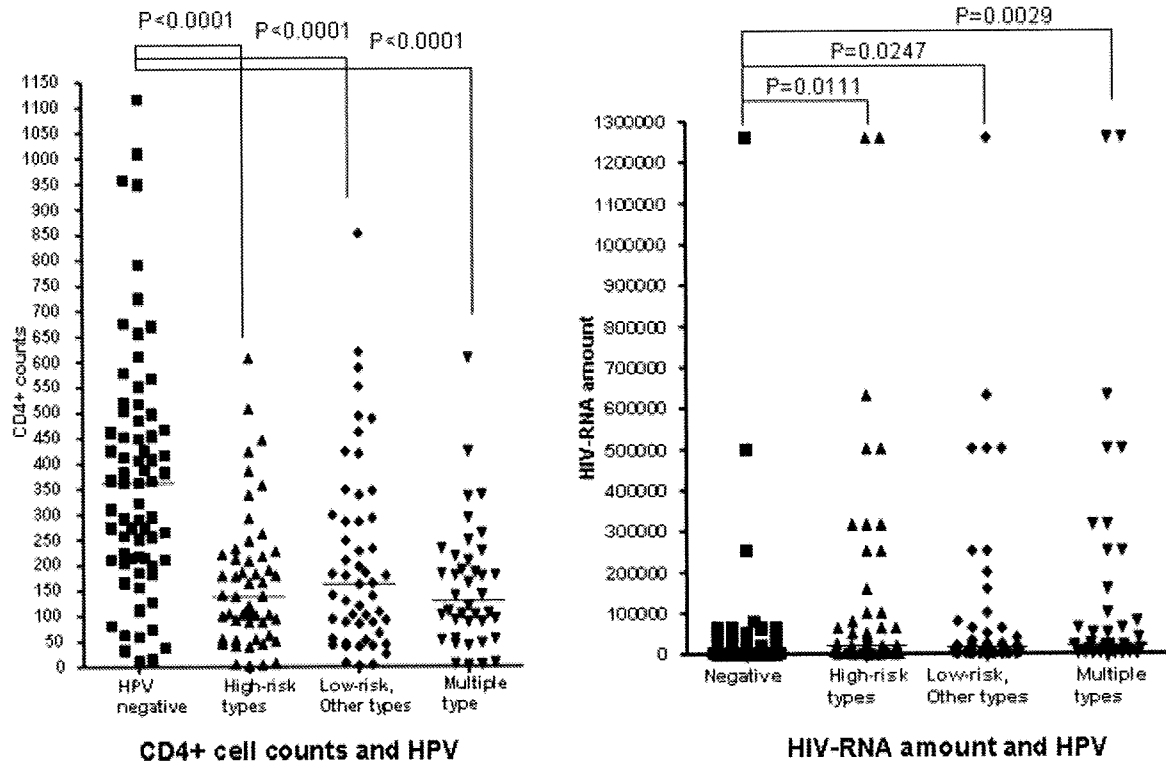 P<0.0001
P<0.0001
P<0.0001
1150
1100
1050
1000
950
900
850
800
750
700
650
600
550
500
450
400
350
300
250
200
150
100
50
0
CD4+ counts
HPV negative
High-risk types
Low-risk, Other types
Multiple type
CD4+ cell counts and HPV
P=0.0029
P=0.0247
P=0.0111
1300000
1200000
1100000
1000000
900000
800000
700000
600000
500000
400000
300000
200000
100000
0
HIV-RNA amount
Negative
High-risk types
Low-risk, Other types
Multiple types
HIV-RNA amount and HPV